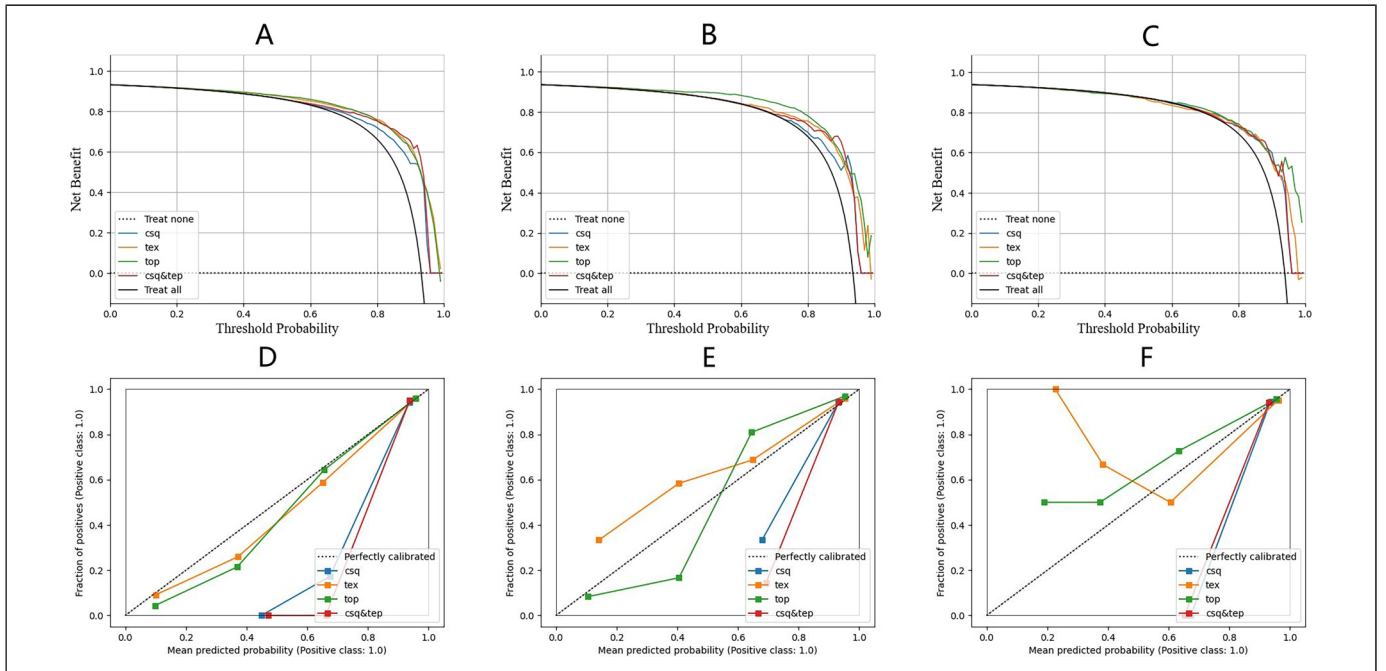 A
B
C
Net Benefit
1.0
0.8
0.6
0.4
0.2
0.0
Treat none
csq
tex
top
csq&tep
Treat all
0.0 0.2 0.4 0.6 0.8 1.0
Threshold Probability
Net Benefit
1.0
0.8
0.6
0.4
0.2
0.0
Treat none
csq
tex
top
csq&tep
Treat all
0.0 0.2 0.4 0.6 0.8 1.0
Threshold Probability
Net Benefit
1.0
0.8
0.6
0.4
0.2
0.0
Treat none
csq
tex
top
csq&tep
Treat all
0.0 0.2 0.4 0.6 0.8 1.0
Threshold Probability
D
E
F
Fraction of positives (Positive class: 1.0)
1.0
0.8
0.6
0.4
0.2
0.0
Perfectly calibrated
csq
tex
top
csq&tep
0.0 0.2 0.4 0.6 0.8 1.0
Mean predicted probability (Positive class: 1.0)
Fraction of positives (Positive class: 1.0)
1.0
0.8
0.6
0.4
0.2
0.0
Perfectly calibrated
csq
tex
top
csq&tep
0.0 0.2 0.4 0.6 0.8 1.0
Mean predicted probability (Positive class: 1.0)
Fraction of positives (Positive class: 1.0)
1.0
0.8
0.6
0.4
0.2
0.0
Perfectly calibrated
csq
tex
top
csq&tep
0.0 0.2 0.4 0.6 0.8 1.0
Mean predicted probability (Positive class: 1.0)